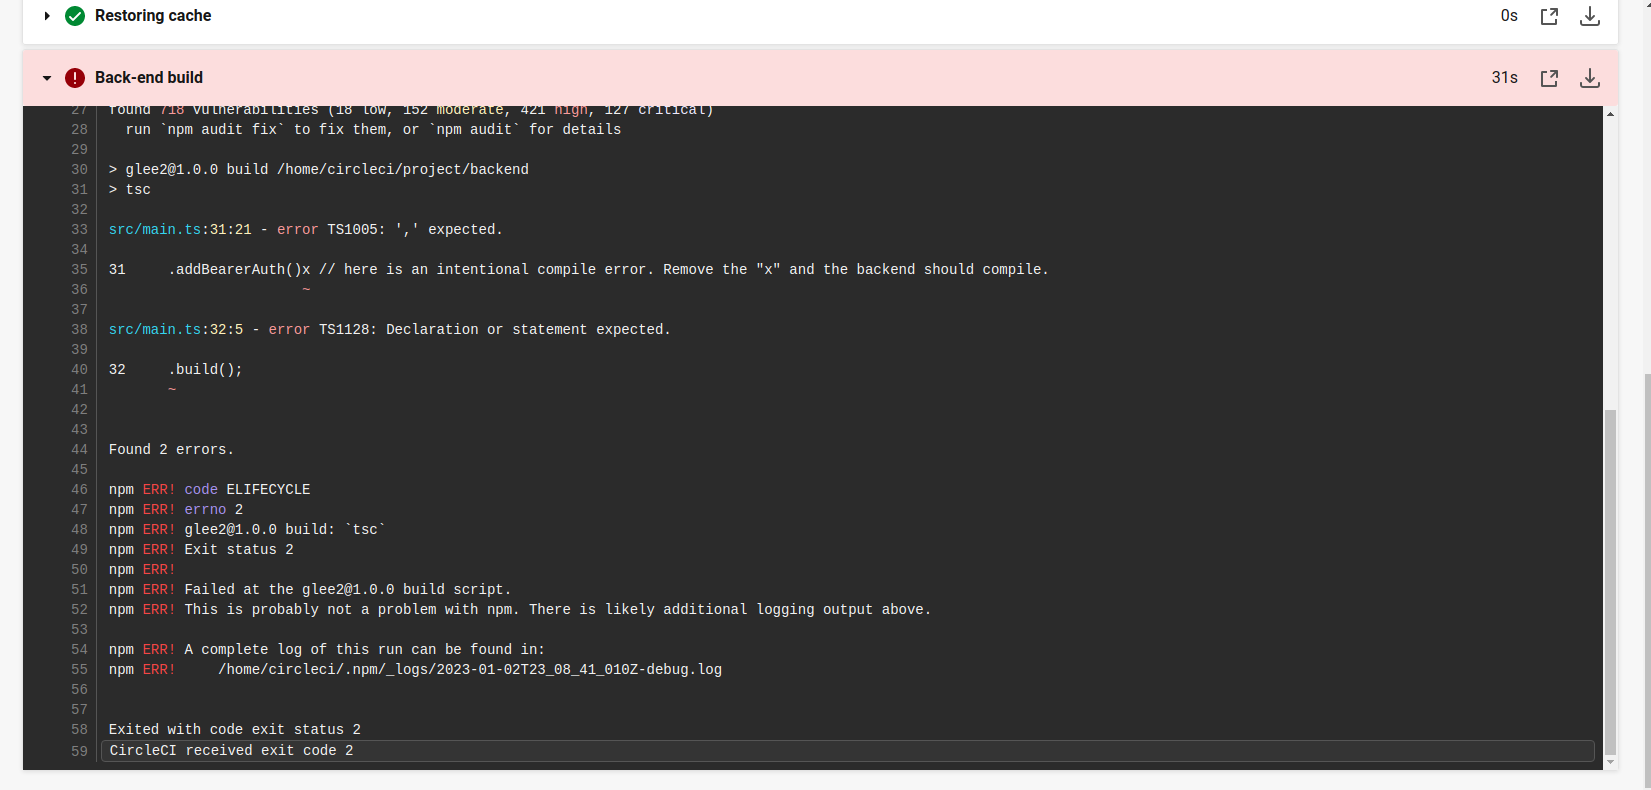 Restoring cache 0s
Back-end build 31s
27 found 718 vulnerabilities (18 low, 152 moderate, 421 high, 127 critical)
28 run `npm audit fix` to fix them, or `npm audit` for details
29
30 > glee2@1.0.0 build /home/circleci/project/backend
31 > tsc
32
33 src/main.ts:31:21 - error TS1005: ',' expected.
34
35 31     .addBearerAuth()x // here is an intentional compile error. Remove the "x" and the backend should compile.
36 ~
37
38 src/main.ts:32:5 - error TS1128: Declaration or statement expected.
39
40 32     .build();
41 ~
42
43
44 Found 2 errors.
45
46 npm ERR! code ELIFECYCLE
47 npm ERR! errno 2
48 npm ERR! glee2@1.0.0 build: `tsc`
49 npm ERR! Exit status 2
50 npm ERR!
51 npm ERR! Failed at the glee2@1.0.0 build script.
52 npm ERR! This is probably not a problem with npm. There is likely additional logging output above.
53
54 npm ERR! A complete log of this run can be found in:
55 npm ERR!     /home/circleci/.npm/_logs/2023-01-02T23_08_41_010Z-debug.log
56
57
58 Exited with code exit status 2
59 CircleCI received exit code 2